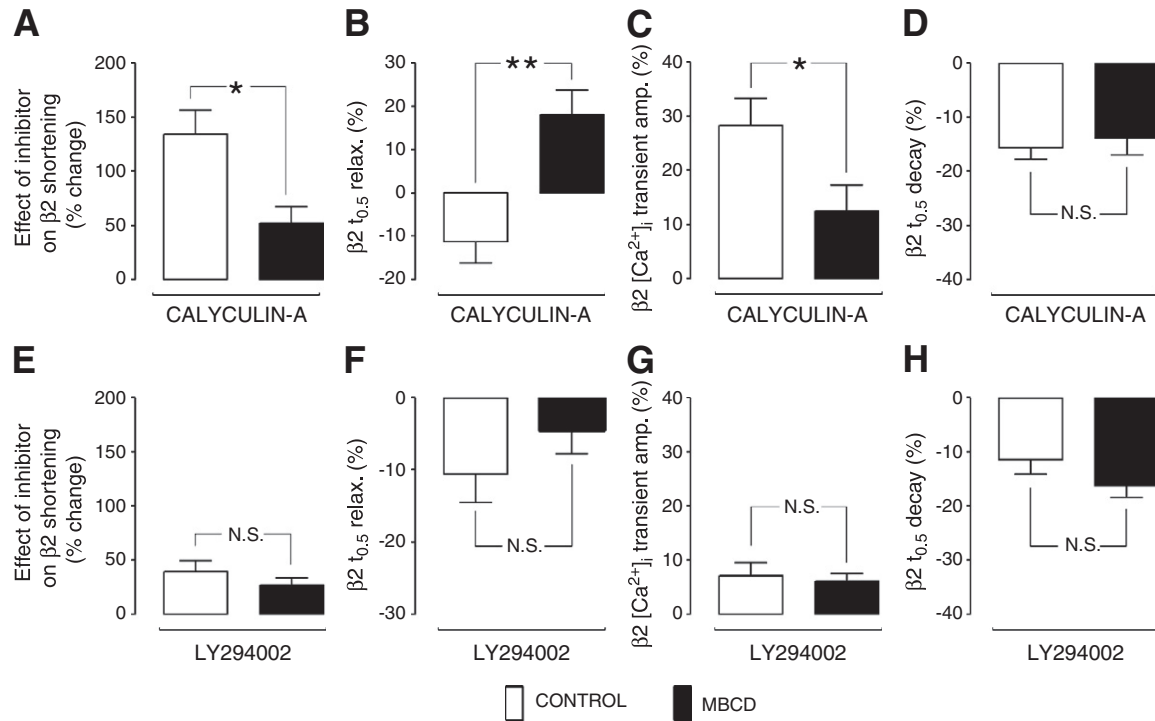 A
Effect of inhibitor
on β2 shortening
(% change)
200
150
100
50
0
*
CALYCULIN-A
B
β2 t0.5 relax. (%)
30
20
10
0
-10
-20
**
CALYCULIN-A
C
β2 [Ca2+]i transient amp. (%)
40
30
20
10
0
*
CALYCULIN-A
D
β2 t0.5 decay (%)
0
-10
-20
-30
-40
N.S.
CALYCULIN-A
E
Effect of inhibitor
on β2 shortening
(% change)
200
150
100
50
0
N.S.
LY294002
F
β2 t0.5 relax. (%)
0
-10
-20
-30
N.S.
LY294002
G
β2 [Ca2+]i transient amp. (%)
40
30
20
10
0
N.S.
LY294002
H
β2 t0.5 decay (%)
0
-10
-20
-30
-40
N.S.
LY294002
CONTROL
MBCD